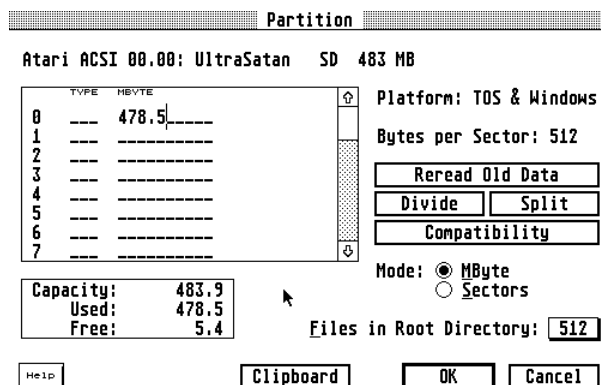 Partition
Atari ACSI 00.00: UltraSatan SD 483 MB
TYPE MBYTE
0 ___ 478.5_____
1 ___ __________
2 ___ __________
3 ___ __________
4 ___ __________
5 ___ __________
6 ___ __________
7 ___ __________
Platform: TOS & Windows
Bytes per Sector: 512
Reread Old Data
Divide Split
Compatibility
Mode: MByte
Sectors
Capacity: 483.9
Used: 478.5
Free: 5.4
Files in Root Directory: 512
Help Clipboard OK Cancel